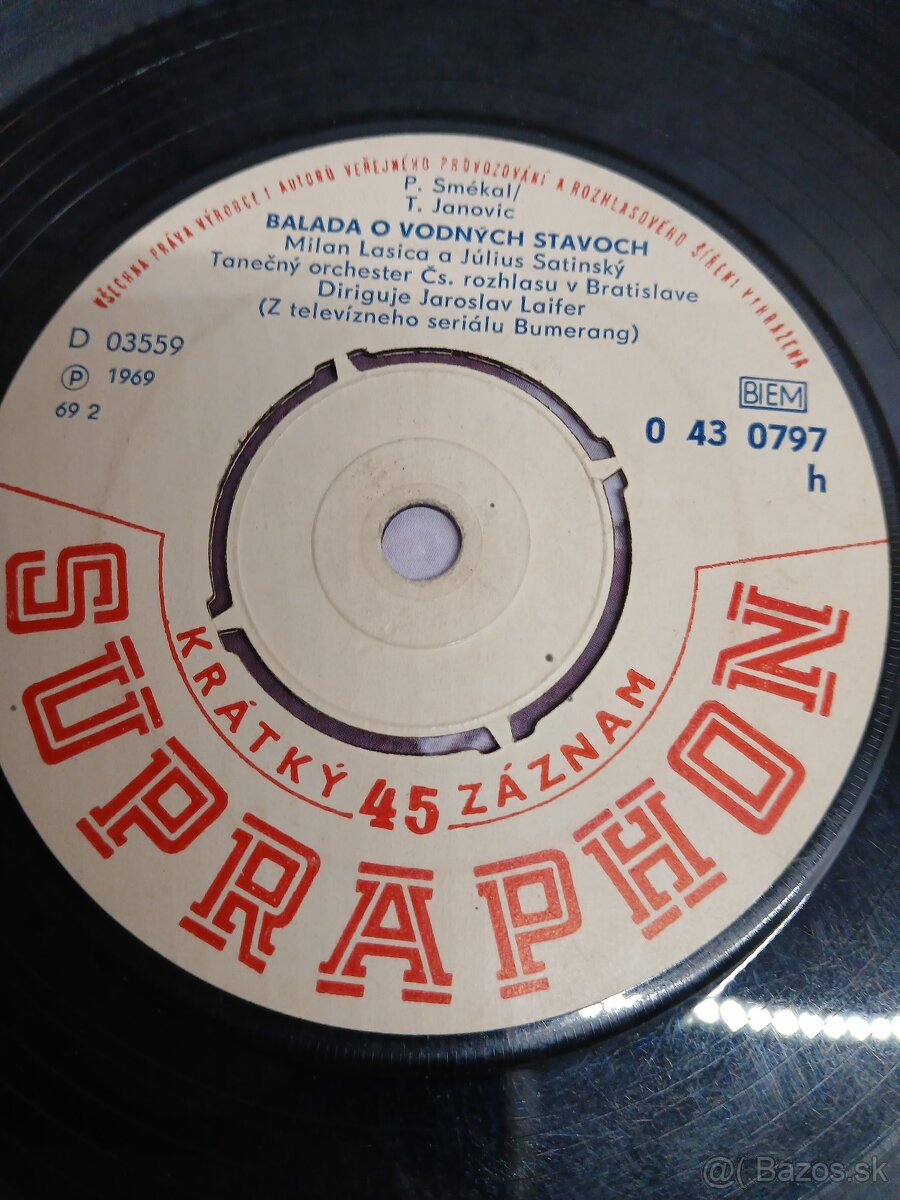 VŠECHNA PRÁVA VÝROBCE I AUTORŮ VEŘEJNÉHO PROVOZOVÁNÍ A ROZHLASOVÉHO ŠÍŘENÍ VYHRAZENA
P. Smékal/
T. Janovic
BALADA O VODNÝCH STAVOCH
Milan Lasica a Július Satinský
Tanečný orchester Čs. rozhlasu v Bratislave
Diriguje Jaroslav Laifer
(Z televízneho seriálu Bumerang)
D 03559
Ⓟ 1969
69 2
BIEM
0 43 0797
h
KRÁTKÝ 45 ZÁZNAM
SUPRAPHON
@( Bazos.sk